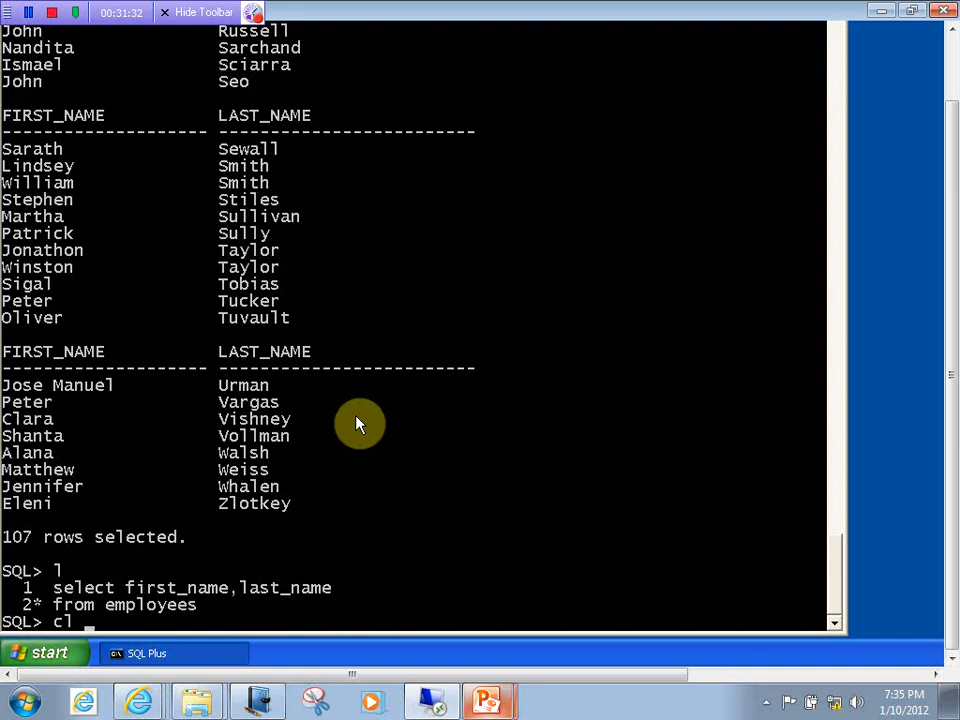 00:31:32 Hide Toolbar
John Russell
Nandita Sarchand
Ismael Sciarra
John Seo
FIRST_NAME LAST_NAME
-------------------- -------------------------
Sarath Sewall
Lindsey Smith
William Smith
Stephen Stiles
Martha Sullivan
Patrick Sully
Jonathon Taylor
Winston Taylor
Sigal Tobias
Peter Tucker
Oliver Tuvault
FIRST_NAME LAST_NAME
-------------------- -------------------------
Jose Manuel Urman
Peter Vargas
Clara Vishney
Shanta Vollman
Alana Walsh
Matthew Weiss
Jennifer Whalen
Eleni Zlotkey
107 rows selected.
SQL> l
1 select first_name,last_name
2* from employees
SQL> cl _
start SQL Plus
7:35 PM
1/10/2012